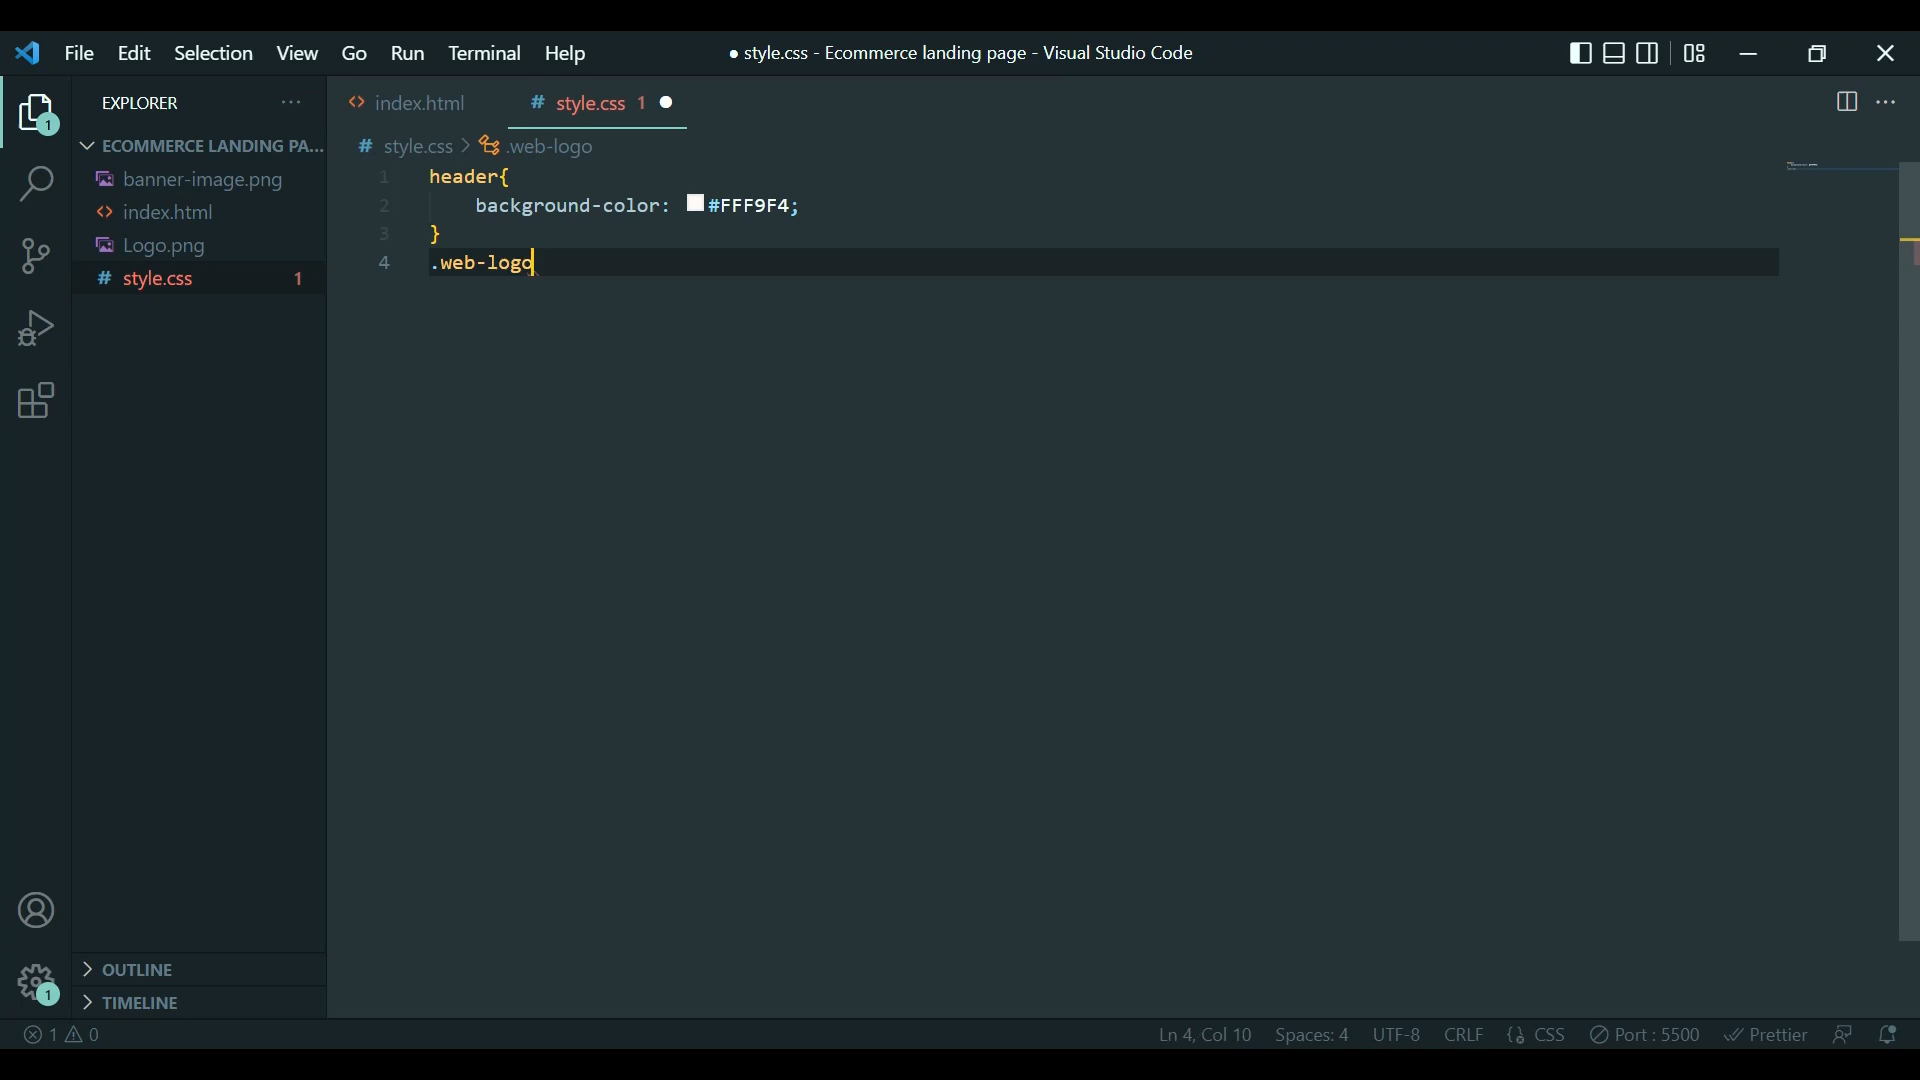 File Edit Selection View Go Run Terminal Help ● style.css - Ecommerce landing page - Visual Studio Code
EXPLORER ···
index.html # style.css 1 ●
ECOMMERCE LANDING PA...
# style.css > .web-logo
banner-image.png
index.html
Logo.png
# style.css 1
1 header{
2 background-color: #FFF9F4;
3 }
4 .web-logo
1
OUTLINE
1
TIMELINE
1 0 Ln 4, Col 10 Spaces: 4 UTF-8 CRLF {} CSS Port : 5500 Prettier